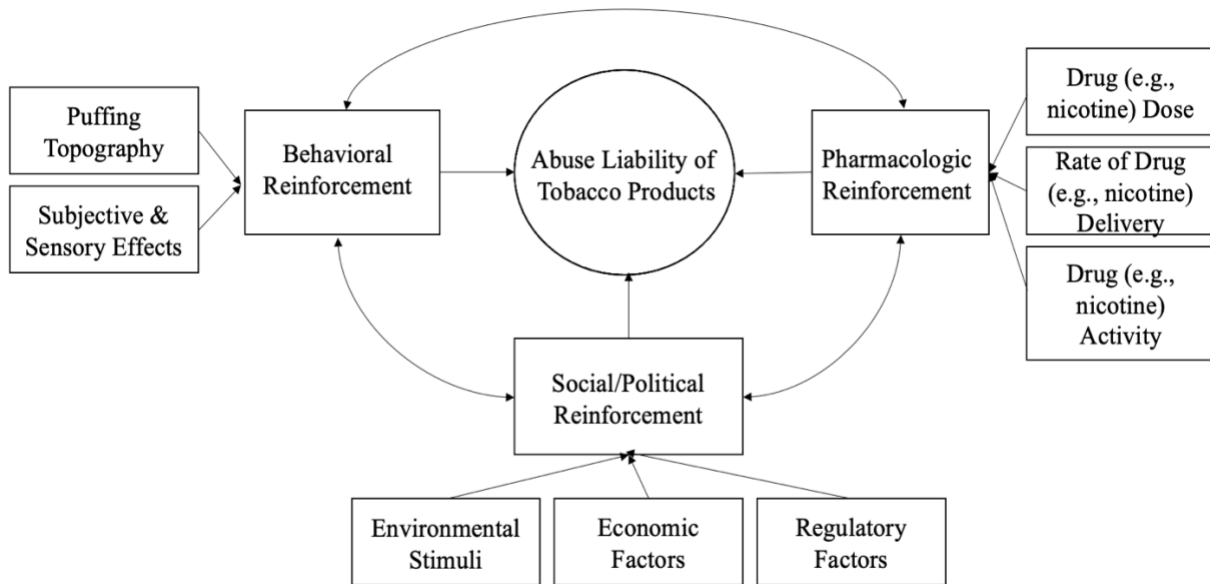 Puffing
Topography
Subjective &
Sensory Effects
Behavioral
Reinforcement
Abuse Liability of
Tobacco Products
Pharmacologic
Reinforcement
Drug (e.g.,
nicotine) Dose
Rate of Drug
(e.g., nicotine)
Delivery
Drug (e.g.,
nicotine)
Activity
Social/Political
Reinforcement
Environmental
Stimuli
Economic
Factors
Regulatory
Factors